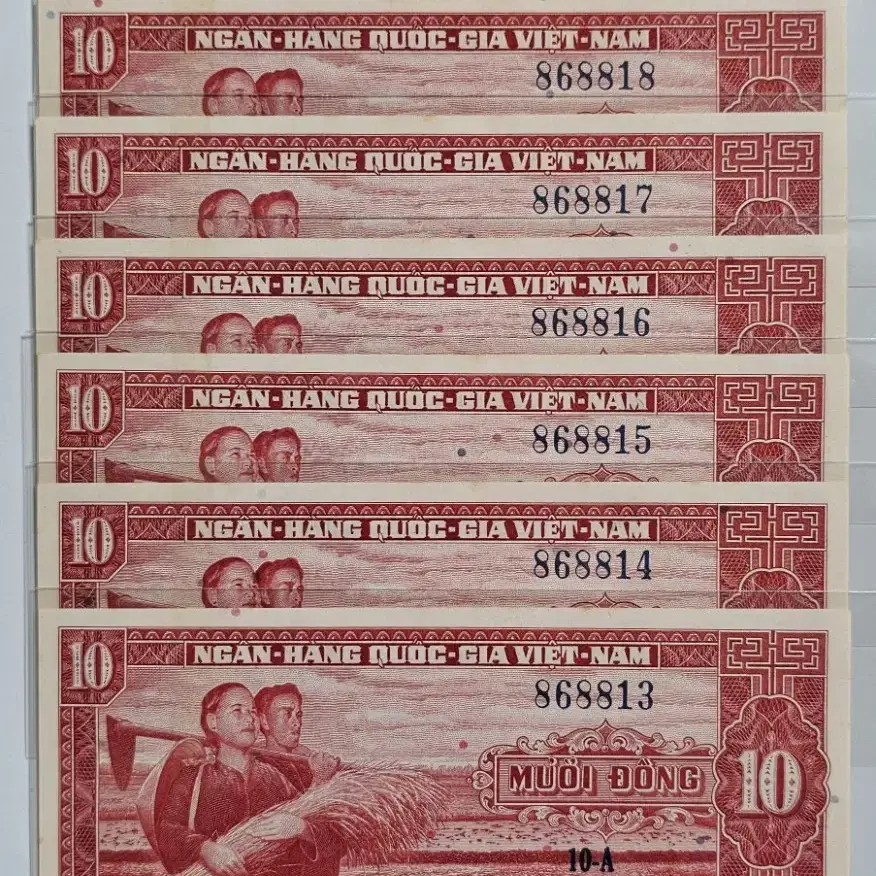 10 NGÂN-HÀNG QUỐC-GIA VIỆT-NAM
868818
10 NGÂN-HÀNG QUỐC-GIA VIỆT-NAM
868817
10 NGÂN-HÀNG QUỐC-GIA VIỆT-NAM
868816
10 NGÂN-HÀNG QUỐC-GIA VIỆT-NAM
868815
10 NGÂN-HÀNG QUỐC-GIA VIỆT-NAM
868814
10 NGÂN-HÀNG QUỐC-GIA VIỆT-NAM
868813
MƯỜI ĐỒNG 10
10-A